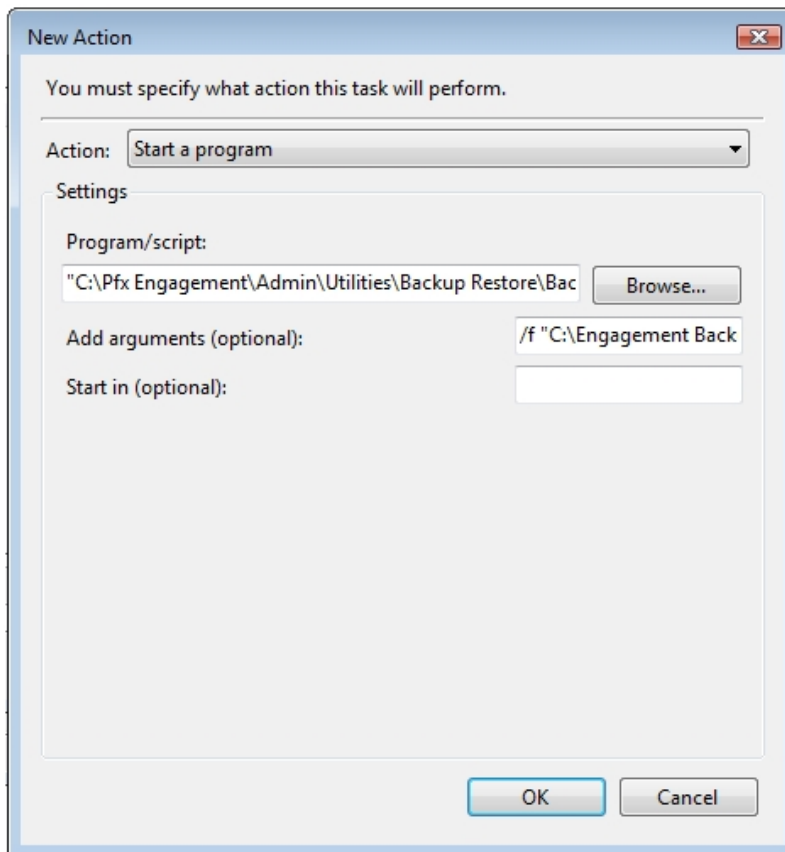 New Action
You must specify what action this task will perform.
Action: Start a program
Settings
Program/script:
"C:\Pfx Engagement\Admin\Utilities\Backup Restore\Bac Browse...
Add arguments (optional): /f "C:\Engagement Back
Start in (optional):
OK Cancel